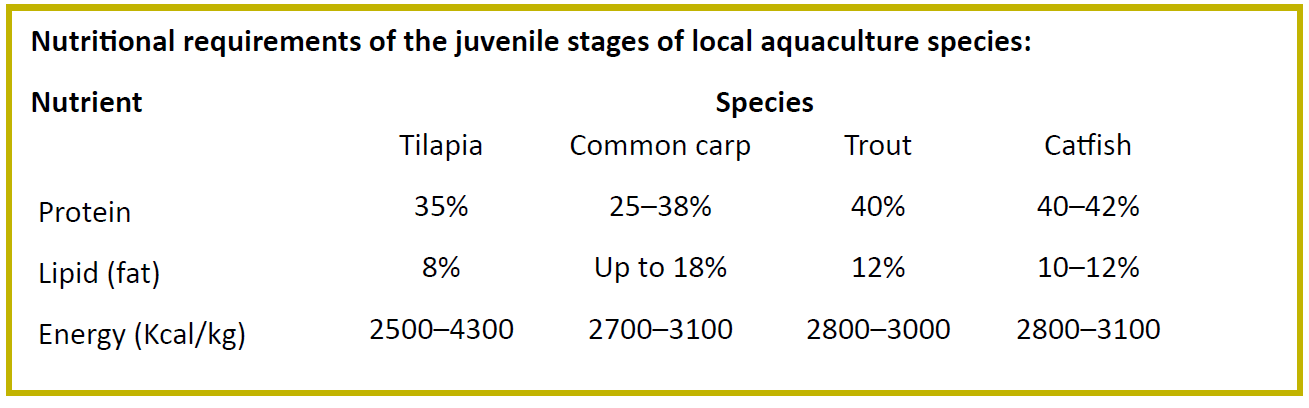 Nutritional requirements of the juvenile stages of local aquaculture species:
Nutrient Species
Tilapia Common carp Trout Catfish
Protein 35% 25–38% 40% 40–42%
Lipid (fat) 8% Up to 18% 12% 10–12%
Energy (Kcal/kg) 2500–4300 2700–3100 2800–3000 2800–3100